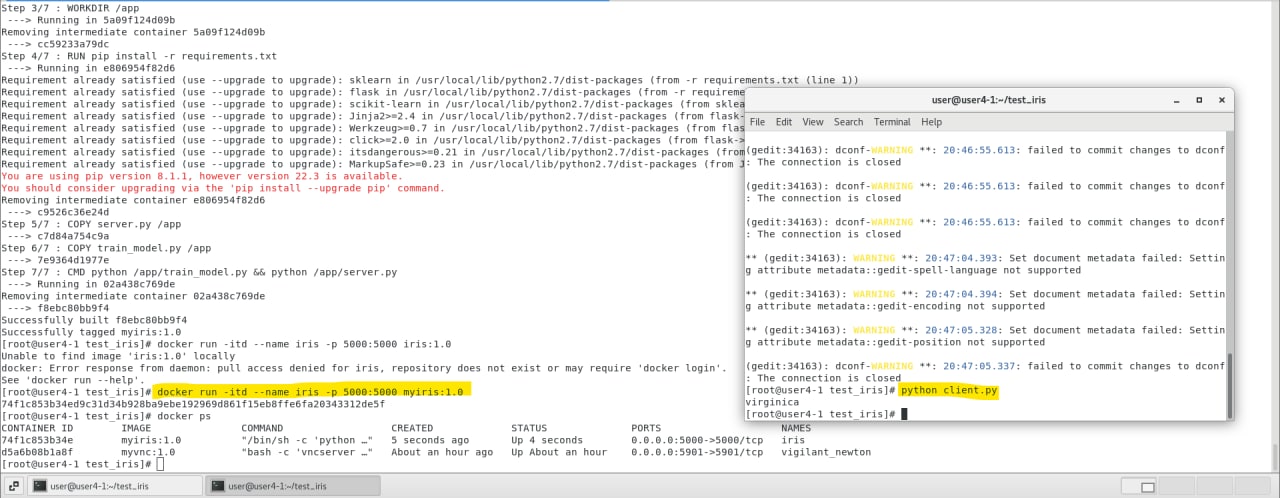 Step 3/7 : WORKDIR /app
---> Running in 5a09f124d09b
Removing intermediate container 5a09f124d09b
---> cc59233a79dc
Step 4/7 : RUN pip install -r requirements.txt
---> Running in e806954f82d6
Requirement already satisfied (use --upgrade to upgrade): sklearn in /usr/local/lib/python2.7/dist-packages (from -r requirements.txt (line 1))
Requirement already satisfied (use --upgrade to upgrade): flask in /usr/local/lib/python2.7/dist-packages (from -r requireme
Requirement already satisfied (use --upgrade to upgrade): scikit-learn in /usr/local/lib/python2.7/dist-packages (from sklea
Requirement already satisfied (use --upgrade to upgrade): Jinja2>=2.4 in /usr/local/lib/python2.7/dist-packages (from flask-
Requirement already satisfied (use --upgrade to upgrade): Werkzeug>=0.7 in /usr/local/lib/python2.7/dist-packages (from flas
Requirement already satisfied (use --upgrade to upgrade): click>=2.0 in /usr/local/lib/python2.7/dist-packages (from flask->
Requirement already satisfied (use --upgrade to upgrade): itsdangerous>=0.21 in /usr/local/lib/python2.7/dist-packages (from
Requirement already satisfied (use --upgrade to upgrade): MarkupSafe>=0.23 in /usr/local/lib/python2.7/dist-packages (from J
You are using pip version 8.1.1, however version 22.3 is available.
You should consider upgrading via the 'pip install --upgrade pip' command.
Removing intermediate container e806954f82d6
---> c9526c36e24d
Step 5/7 : COPY server.py /app
---> c7d84a754c9a
Step 6/7 : COPY train_model.py /app
---> 7e9364d1977e
Step 7/7 : CMD python /app/train_model.py && python /app/server.py
---> Running in 02a438c769de
Removing intermediate container 02a438c769de
---> f8ebc80bb9f4
Successfully built f8ebc80bb9f4
Successfully tagged myiris:1.0
[root@user4-1 test_iris]# docker run -itd --name iris -p 5000:5000 iris:1.0
Unable to find image 'iris:1.0' locally
docker: Error response from daemon: pull access denied for iris, repository does not exist or may require 'docker login'.
See 'docker run --help'.
[root@user4-1 test_iris]# docker run -itd --name iris -p 5000:5000 myiris:1.0
74f1c853b34ed9c31d34b928ba9ebe192969d861f15eb8ffe6fa20343312de5f
[root@user4-1 test_iris]# docker ps
CONTAINER ID IMAGE COMMAND CREATED STATUS PORTS NAMES
74f1c853b34e myiris:1.0 "/bin/sh -c 'python …" 5 seconds ago Up 4 seconds 0.0.0.0:5000->5000/tcp iris
d5a6b08b1a8f myvnc:1.0 "bash -c 'vncserver …" About an hour ago Up About an hour 0.0.0.0:5901->5901/tcp vigilant_newton
[root@user4-1 test_iris]#
user@user4-1:~/test_iris
File Edit View Search Terminal Help
(gedit:34163): dconf-WARNING **: 20:46:55.613: failed to commit changes to dconf
: The connection is closed
(gedit:34163): dconf-WARNING **: 20:46:55.613: failed to commit changes to dconf
: The connection is closed
(gedit:34163): dconf-WARNING **: 20:46:55.613: failed to commit changes to dconf
: The connection is closed
** (gedit:34163): WARNING **: 20:47:04.393: Set document metadata failed: Settin
g attribute metadata::gedit-spell-language not supported
** (gedit:34163): WARNING **: 20:47:04.394: Set document metadata failed: Settin
g attribute metadata::gedit-encoding not supported
** (gedit:34163): WARNING **: 20:47:05.328: Set document metadata failed: Settin
g attribute metadata::gedit-position not supported
(gedit:34163): dconf-WARNING **: 20:47:05.337: failed to commit changes to dconf
: The connection is closed
[root@user4-1 test_iris]# python client.py
virginica
[root@user4-1 test_iris]#
user@user4-1:~/test_iris
user@user4-1:~/test_iris